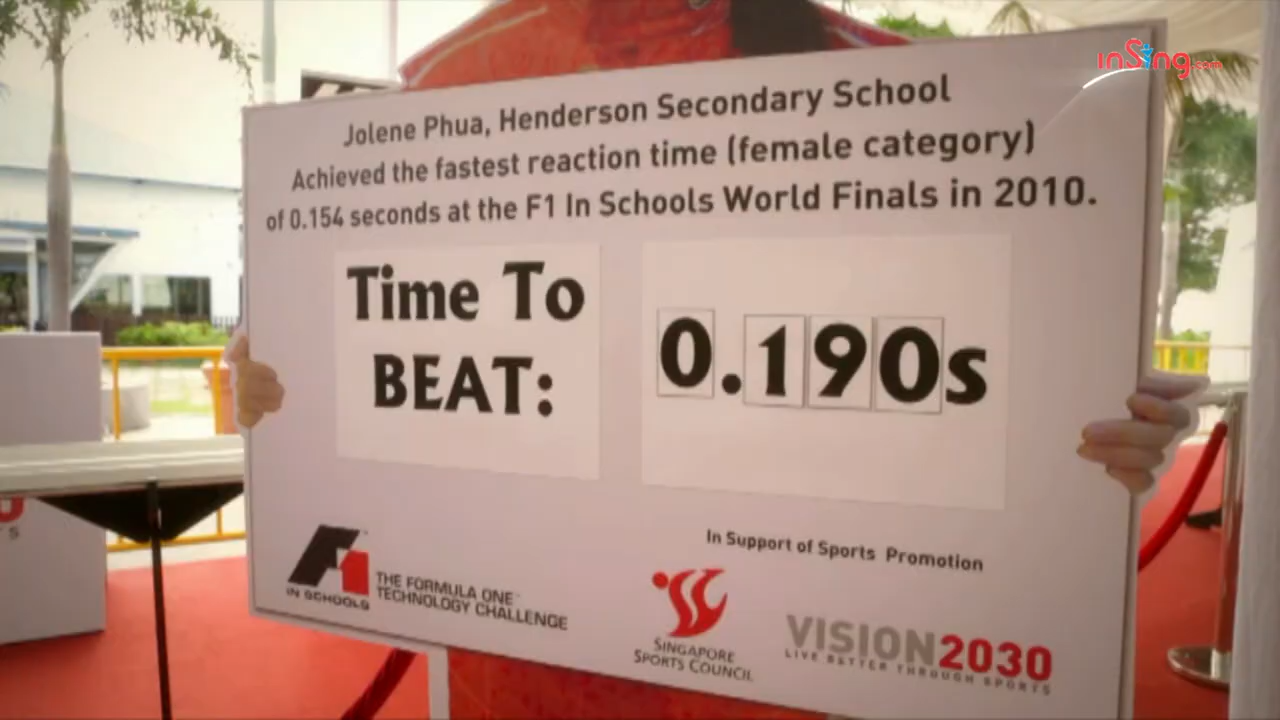 inSing.com
Jolene Phua, Henderson Secondary School
Achieved the fastest reaction time (female category)
of 0.154 seconds at the F1 In Schools World Finals in 2010.
Time To
BEAT:
0.190s
In Support of Sports Promotion
F1
IN SCHOOLS
THE FORMULA ONE™
TECHNOLOGY CHALLENGE
SINGAPORE
SPORTS COUNCIL
VISION2030
LIVE BETTER THROUGH SPORTS